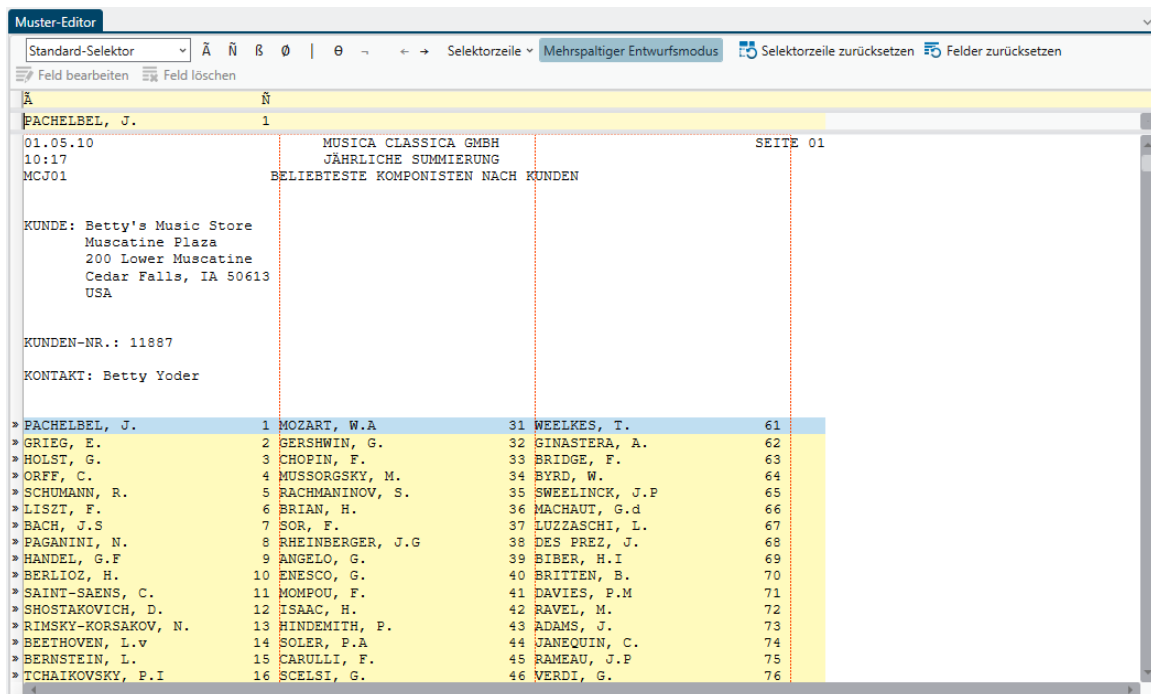 Muster-Editor
Standard-Selektor Ã Ñ ß Ø | Ɵ ¬ ← → Selektorzeile Mehrspaltiger Entwurfsmodus Selektorzeile zurücksetzen Felder zurücksetzen
Feld bearbeiten Feld löschen
Ã Ñ
PACHELBEL, J. 1
01.05.10 MUSICA CLASSICA GMBH SEITE 01
10:17 JÄHRLICHE SUMMIERUNG
MCJ01 BELIEBTESTE KOMPONISTEN NACH KUNDEN
KUNDE: Betty's Music Store
Muscatine Plaza
200 Lower Muscatine
Cedar Falls, IA 50613
USA
KUNDEN-NR.: 11887
KONTAKT: Betty Yoder
» PACHELBEL, J. 1 MOZART, W.A 31 WEELKES, T. 61
» GRIEG, E. 2 GERSHWIN, G. 32 GINASTERA, A. 62
» HOLST, G. 3 CHOPIN, F. 33 BRIDGE, F. 63
» ORFF, C. 4 MUSSORGSKY, M. 34 BYRD, W. 64
» SCHUMANN, R. 5 RACHMANINOV, S. 35 SWEELINCK, J.P 65
» LISZT, F. 6 BRIAN, H. 36 MACHAUT, G.d 66
» BACH, J.S 7 SOR, F. 37 LUZZASCHI, L. 67
» PAGANINI, N. 8 RHEINBERGER, J.G 38 DES PREZ, J. 68
» HANDEL, G.F 9 ANGELO, G. 39 BIBER, H.I 69
» BERLIOZ, H. 10 ENESCO, G. 40 BRITTEN, B. 70
» SAINT-SAENS, C. 11 MOMPOU, F. 41 DAVIES, P.M 71
» SHOSTAKOVICH, D. 12 ISAAC, H. 42 RAVEL, M. 72
» RIMSKY-KORSAKOV, N. 13 HINDEMITH, P. 43 ADAMS, J. 73
» BEETHOVEN, L.v 14 SOLER, P.A 44 JANEQUIN, C. 74
» BERNSTEIN, L. 15 CARULLI, F. 45 RAMEAU, J.P 75
» TCHAIKOVSKY, P.I 16 SCELSI, G. 46 VERDI, G. 76